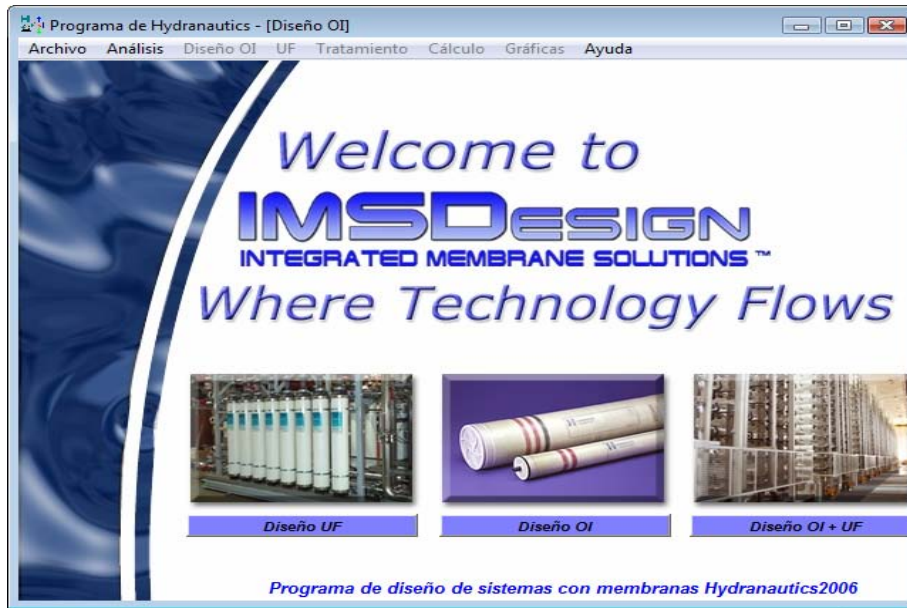 Programa de Hydranautics - [Diseño OI]
Archivo Análisis Diseño OI UF Tratamiento Cálculo Gráficas Ayuda
Welcome to
IMSDESIGN
INTEGRATED MEMBRANE SOLUTIONS ™
Where Technology Flows
Diseño UF Diseño OI Diseño OI + UF
Programa de diseño de sistemas con membranas Hydranautics2006